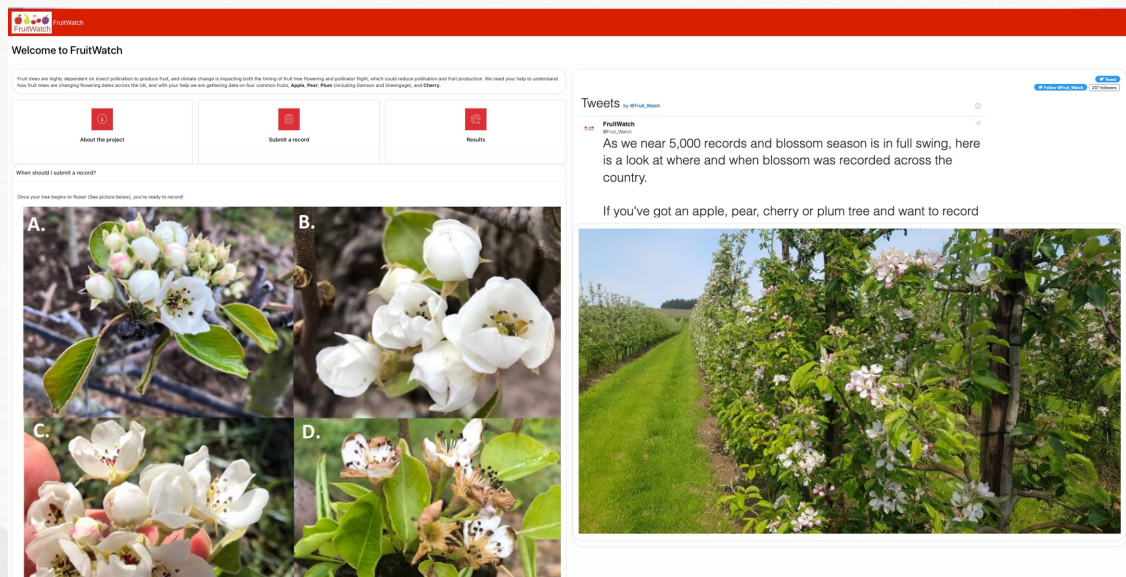 FruitWatch
FruitWatch
Welcome to FruitWatch
Fruit trees are highly dependent on insect pollination to produce fruit, and climate change is impacting both the timing of fruit tree flowering and pollinator flight, which could reduce pollination and fruit production. We need your help to understand
how fruit trees are changing flowering dates across the UK, and with your help we are gathering data on four common fruits, Apple, Pear, Plum (including Damson and Greengage), and Cherry.
About the project
Submit a record
Results
When should I submit a record?
Once your tree begins to flower (See picture below), you're ready to record!
A.
B.
C.
D.
Tweet
Follow @Fruit_Watch
237 followers
Tweets by @Fruit_Watch
FruitWatch
@Fruit_Watch
As we near 5,000 records and blossom season is in full swing, here
is a look at where and when blossom was recorded across the
country.
If you've got an apple, pear, cherry or plum tree and want to record